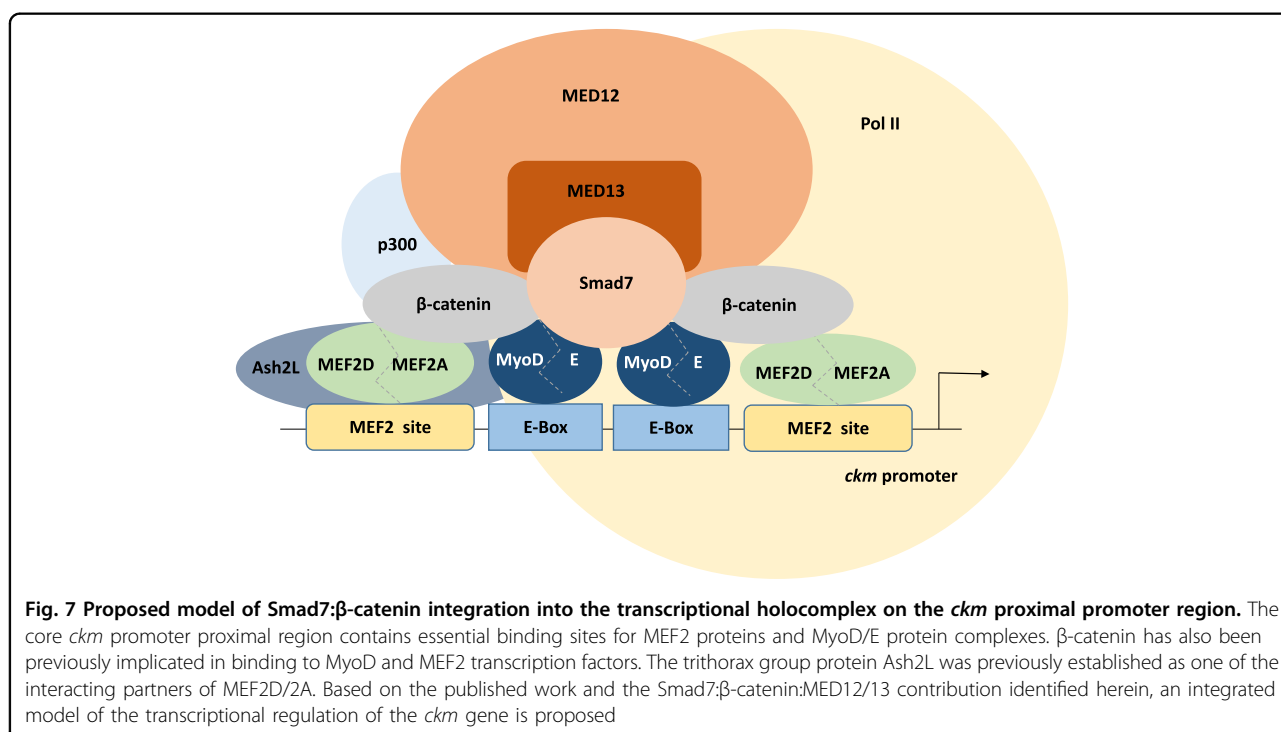 MED12
Pol II
MED13
p300
Smad7
β-catenin
β-catenin
Ash2L
MEF2D
MEF2A
MyoD
E
MyoD
E
MEF2D
MEF2A
MEF2 site
E-Box
E-Box
MEF2 site
ckm promoter
Fig. 7 Proposed model of Smad7:β-catenin integration into the transcriptional holocomplex on the ckm proximal promoter region. The
core ckm promoter proximal region contains essential binding sites for MEF2 proteins and MyoD/E protein complexes. β-catenin has also been
previously implicated in binding to MyoD and MEF2 transcription factors. The trithorax group protein Ash2L was previously established as one of the
interacting partners of MEF2D/2A. Based on the published work and the Smad7:β-catenin:MED12/13 contribution identified herein, an integrated
model of the transcriptional regulation of the ckm gene is proposed